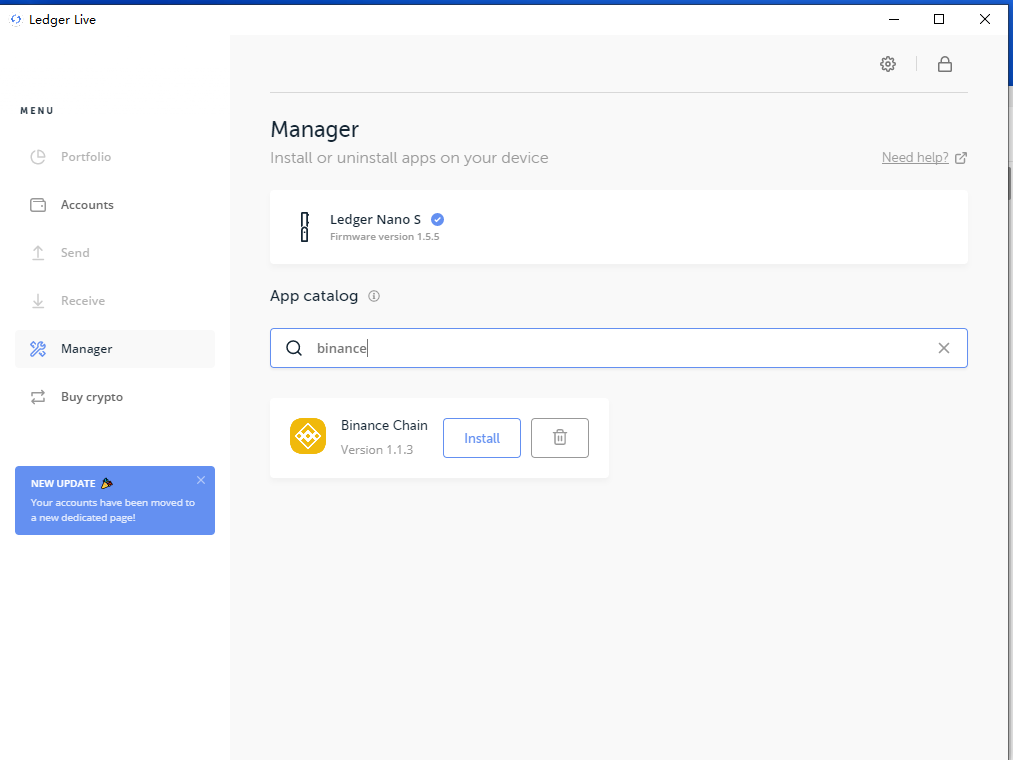 Ledger Live
MENU
Portfolio
Accounts
Send
Receive
Manager
Buy crypto
NEW UPDATE
Your accounts have been moved to
a new dedicated page!
Manager
Install or uninstall apps on your device
Need help?
Ledger Nano S
Firmware version 1.5.5
App catalog
binance
Binance Chain
Version 1.1.3
Install